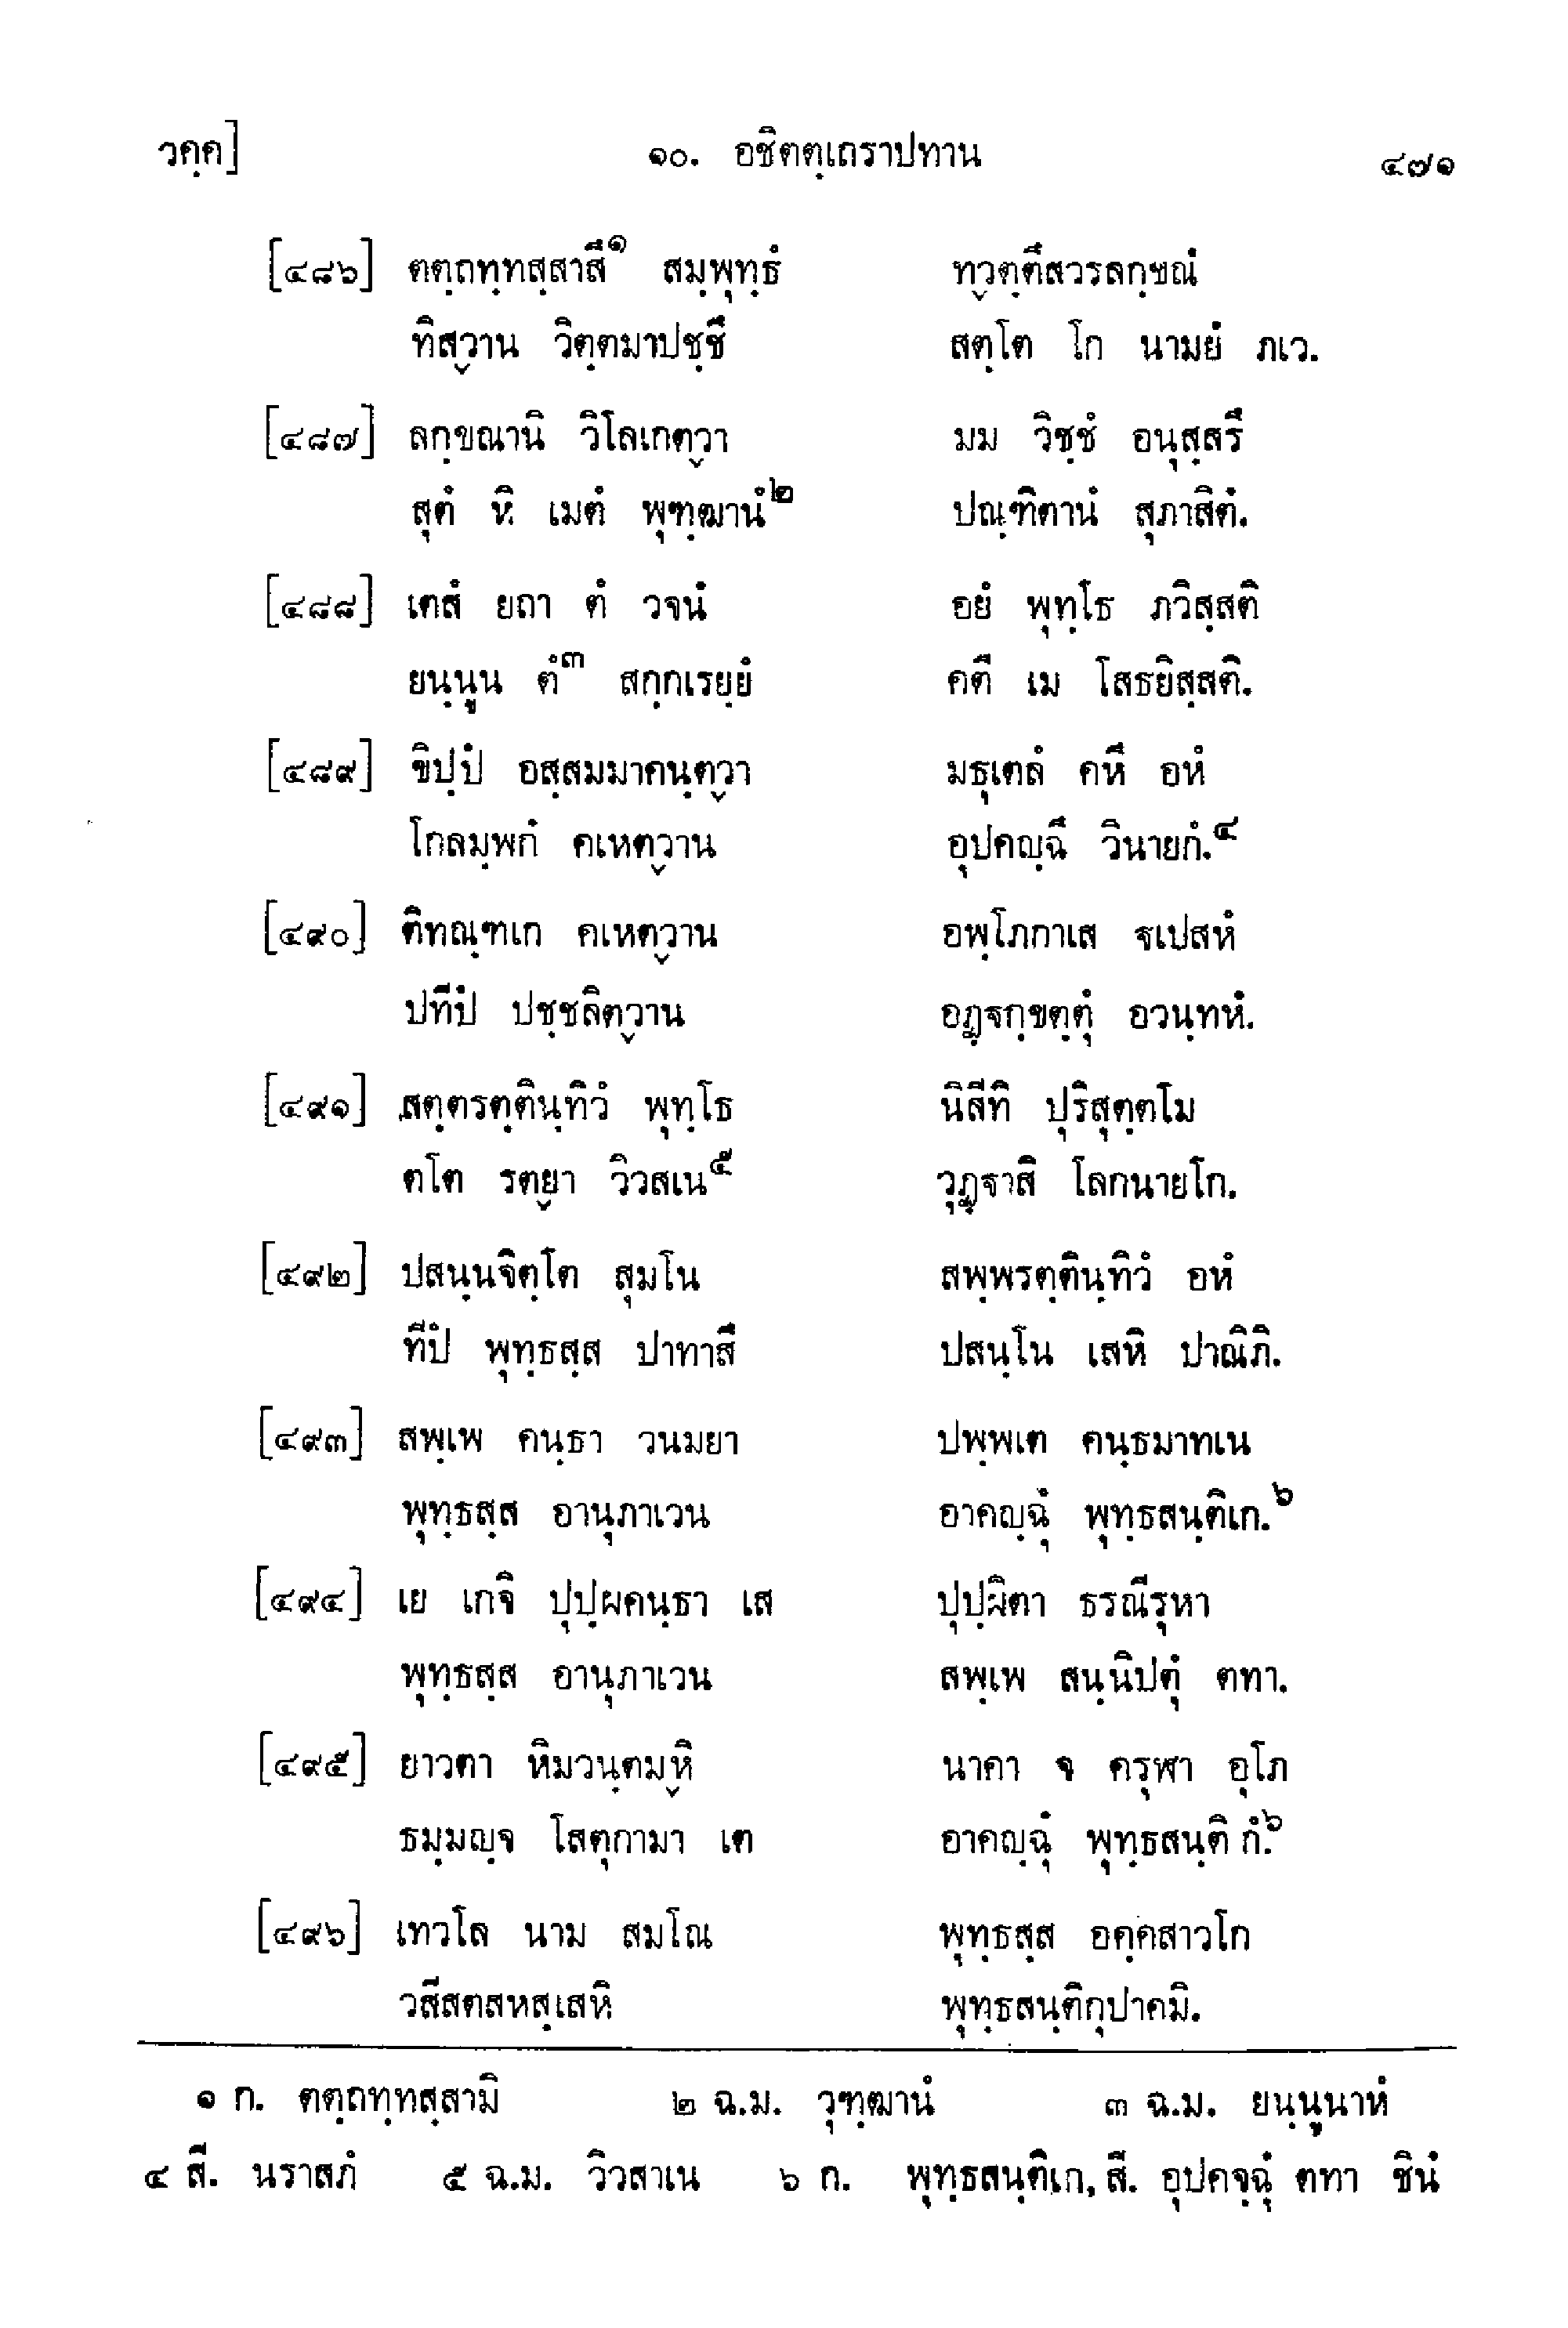 วคฺค] ๑๐. อชิตตฺเถราปทาน ๔๗๑
[๔๘๖] ตตฺถทฺทสฺสาสึ๑ สมฺพุทฺธํ ทฺวตฺตึสวรลกฺขณํ
ทิสฺวาน วิตฺตมาปชฺชึ สตฺโต โก นามยํ ภเว.
[๔๘๗] ลกฺขณานิ วิโลเกตฺวา มม วิชฺชํ อนุสฺสรึ
สุตํ หิ เมตํ พุฑฺฒานํ๒ ปณฺฑิตานํ สุภาสิตํ.
[๔๘๘] เตสํ ยถา ตํ วจนํ อยํ พุทฺโธ ภวิสฺสติ
ยนฺนูน ตํ๓ สกฺกเรยฺยํ คตึ เม โสธยิสฺสติ.
[๔๘๙] ขิปฺปํ อสฺสมมาคนฺตฺวา มธุเตลํ คหึ อหํ
โกลมฺพกํ คเหตฺวาน อุปคญฺฉึ วินายกํ.๔
[๔๙๐] ติทณฺฑเก คเหตฺวาน อพฺโภกาเส ฐเปสหํ
ปทีปํ ปชฺชลิตฺวาน อฏฺฐกฺขตฺตุํ อวนฺทหํ.
[๔๙๑] สตฺตรตฺตินฺทิวํ พุทฺโธ นิสีทิ ปุริสุตฺตโม
ตโต รตฺยา วิวสเน๕ วุฏฺฐาสิ โลกนายโก.
[๔๙๒] ปสนฺนจิตฺโต สุมโน สพฺพรตฺตินฺทิวํ อหํ
ทีปํ พุทฺธสฺส ปาทาสึ ปสนฺโน เสหิ ปาณิภิ.
[๔๙๓] สพฺเพ คนฺธา วนมยา ปพฺพเต คนฺธมาทเน
พุทฺธสฺส อานุภาเวน อาคญฺฉุํ พุทฺธสนฺติเก.๖
[๔๙๔] เย เกจิ ปุปฺผคนฺธา เส ปุปฺผิตา ธรณีรุหา
พุทฺธสฺส อานุภาเวน สพฺเพ สนฺนิปตุํ ตทา.
[๔๙๕] ยาวตา หิมวนฺตมฺหิ นาคา จ ครุฬา อุโภ
ธมฺมญฺจ โสตุกามา เต อาคญฺฉุํ พุทฺธสนฺติกํ.๖
[๔๙๖] เทวโล นาม สมโณ พุทฺธสฺส อคฺคสาวโก
วสีสตสหสฺเสหิ พุทฺธสนฺติกุปาคมิ.
๑ ก. ตตฺถทฺทสฺสามิ ๒ ฉ.ม. วุฑฺฒานํ ๓ ฉ.ม. ยนฺนูนาหํ
๔ สี. นราสภํ ๕ ฉ.ม. วิวสาเน ๖ ก. พุทฺธสนฺติเก, สี. อุปคจฺฉุํ ตทา ชินํ